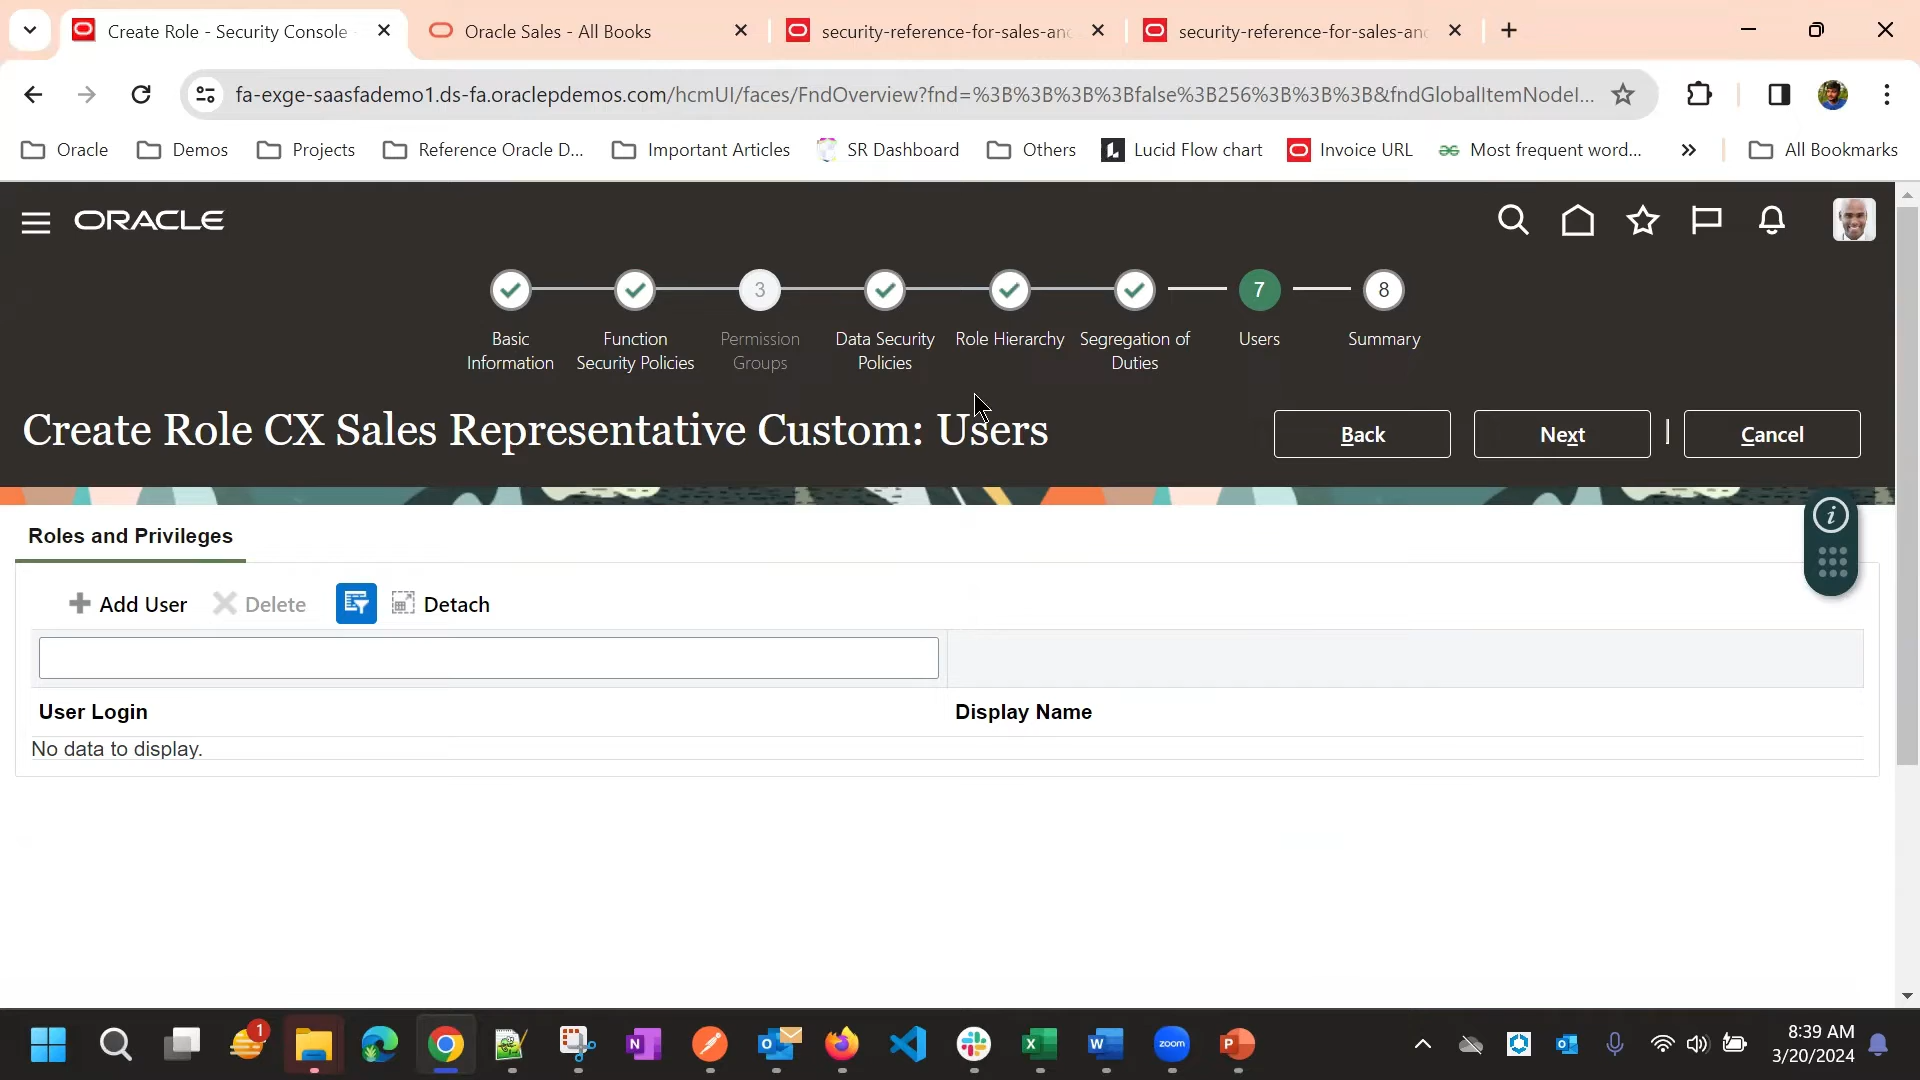 Create Role - Security Console
Oracle Sales - All Books
security-reference-for-sales-and
security-reference-for-sales-and
fa-exge-saasfademo1.ds-fa.oraclepdemos.com/hcmUI/faces/FndOverview?fnd=%3B%3B%3B%3Bfalse%3B256%3B%3B%3B&fndGlobalItemNodeI...
Oracle
Demos
Projects
Reference Oracle D...
Important Articles
SR Dashboard
Others
Lucid Flow chart
Invoice URL
Most frequent word...
»
All Bookmarks
ORACLE
3
7
8
Basic
Information
Function
Security Policies
Permission
Groups
Data Security
Policies
Role Hierarchy
Segregation of
Duties
Users
Summary
Create Role CX Sales Representative Custom: Users
Back
Next
|
Cancel
Roles and Privileges
Add User
Delete
Detach
User Login
Display Name
No data to display.
1
zoom
8:39 AM
3/20/2024